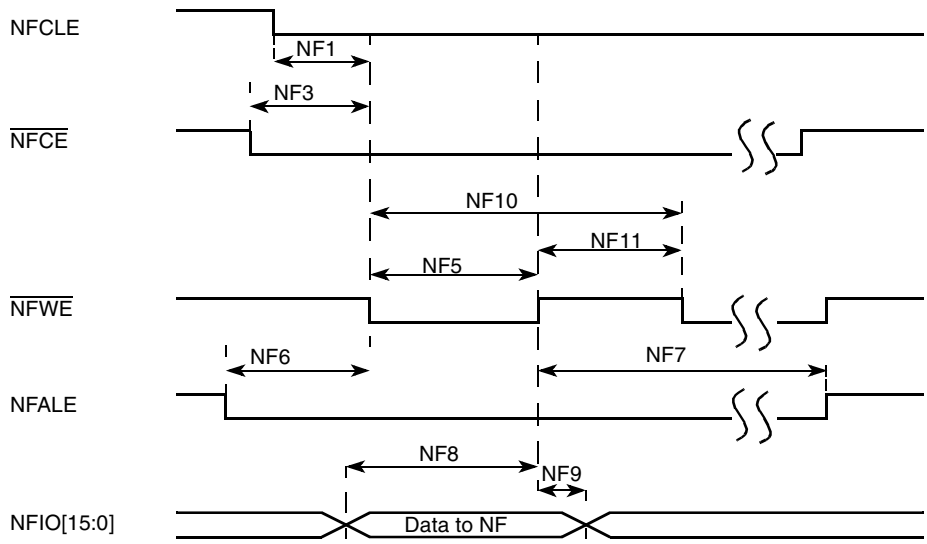 NFCLE
NF1
NF3
NFCE
NF10
NF11
NF5
NFWE
NF6
NF7
NFALE
NF8
NF9
NFIO[15:0]
Data to NF